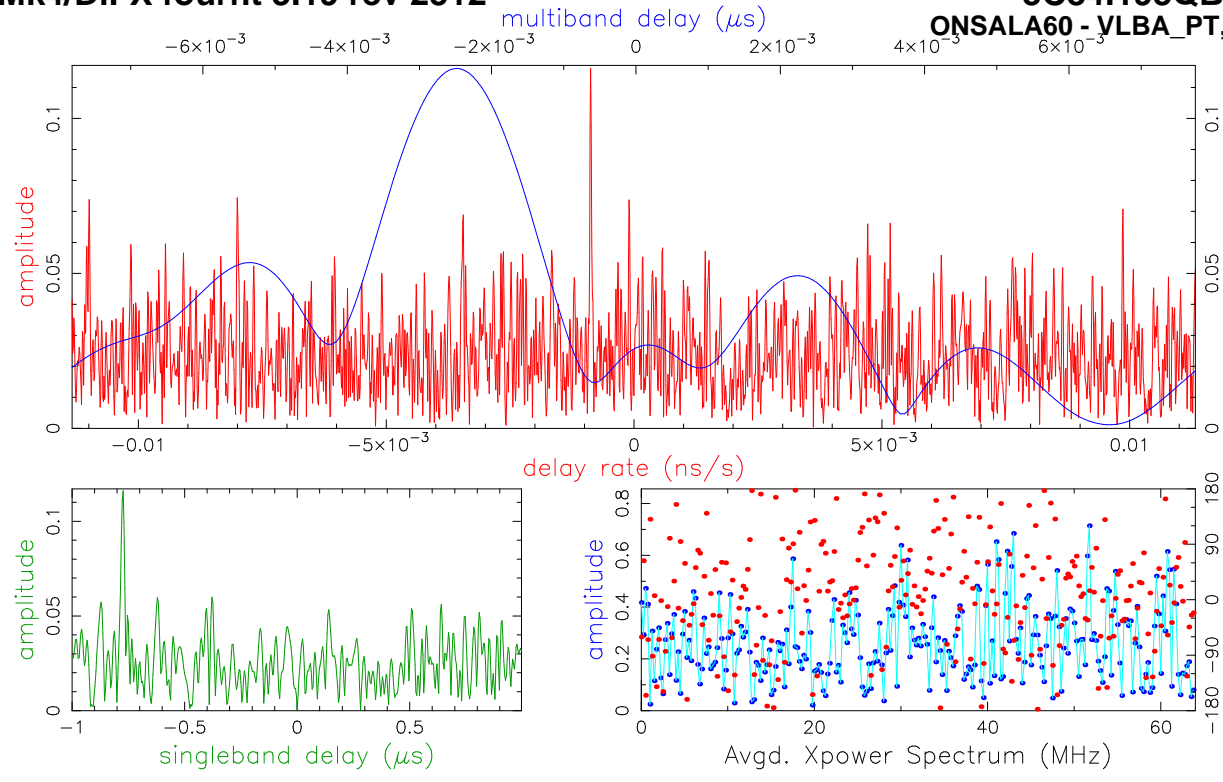 multiband delay (μs)
ONSALA60 - VLBA_PT,
−6×10⁻³ −4×10⁻³ −2×10⁻³ 0 2×10⁻³ 4×10⁻³ 6×10⁻³
amplitude
0 0.05 0.1
0 0.05 0.1
−0.01 −5×10⁻³ 0 5×10⁻³ 0.01
delay rate (ns/s)
amplitude
0 0.05 0.1
−1 −0.5 0 0.5
singleband delay (μs)
amplitude
0 0.2 0.4 0.6 0.8
−180 −90 0 90 180
0 20 40 60
Avgd. Xpower Spectrum (MHz)